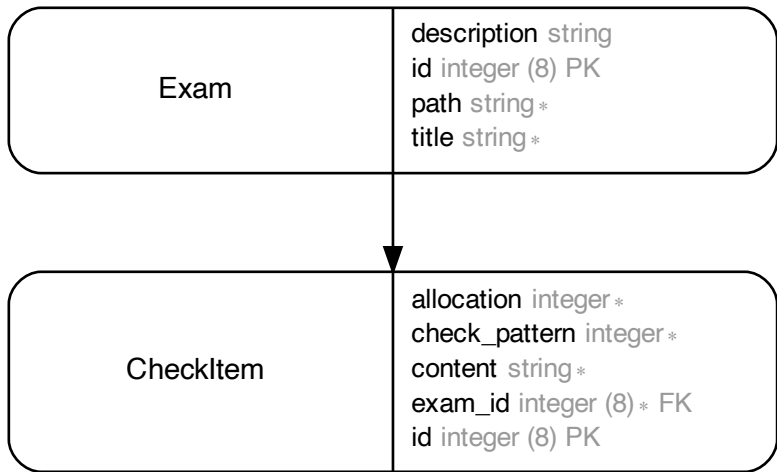 Exam
description string
id integer (8) PK
path string *
title string *
CheckItem
allocation integer *
check_pattern integer *
content string *
exam_id integer (8) * FK
id integer (8) PK